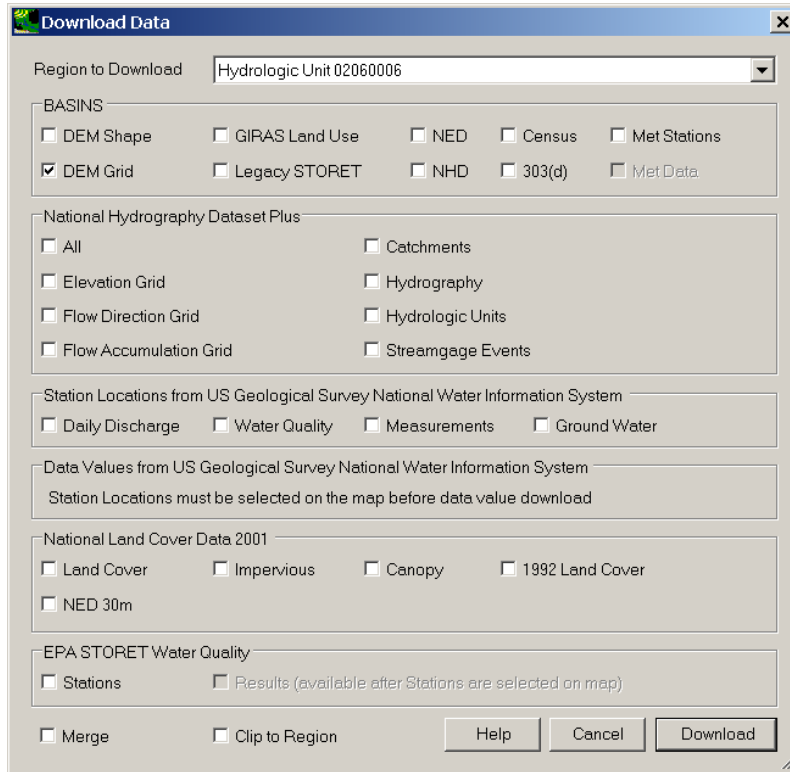 Download Data
Region to Download Hydrologic Unit 02060006
BASINS
DEM Shape GIRAS Land Use NED Census Met Stations
DEM Grid Legacy STORET NHD 303(d) Met Data
National Hydrography Dataset Plus
All Catchments
Elevation Grid Hydrography
Flow Direction Grid Hydrologic Units
Flow Accumulation Grid Streamgage Events
Station Locations from US Geological Survey National Water Information System
Daily Discharge Water Quality Measurements Ground Water
Data Values from US Geological Survey National Water Information System
Station Locations must be selected on the map before data value download
National Land Cover Data 2001
Land Cover Impervious Canopy 1992 Land Cover
NED 30m
EPA STORET Water Quality
Stations Results (available after Stations are selected on map)
Merge Clip to Region Help Cancel Download